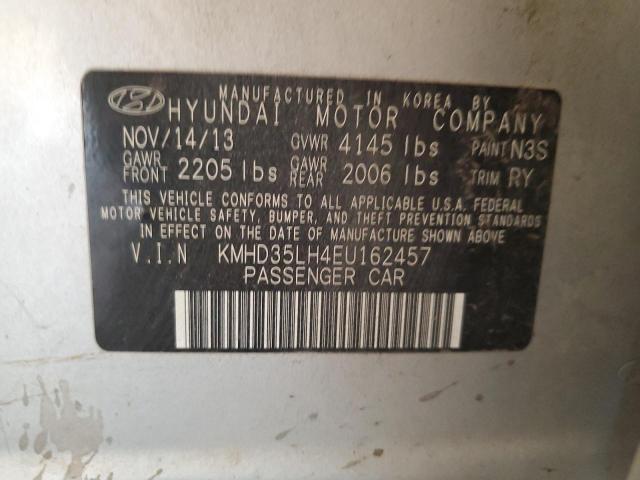 MANUFACTURED IN KOREA BY
HYUNDAI MOTOR COMPANY
NOV/14/13 GVWR 4145 lbs PAINT N3S
GAWR FRONT 2205 lbs GAWR REAR 2006 lbs TRIM RY
THIS VEHICLE CONFORMS TO ALL APPLICABLE U.S.A. FEDERAL
MOTOR VEHICLE SAFETY, BUMPER, AND THEFT PREVENTION STANDARDS
IN EFFECT ON THE DATE OF MANUFACTURE SHOWN ABOVE
V.I.N KMHD35LH4EU162457
PASSENGER CAR